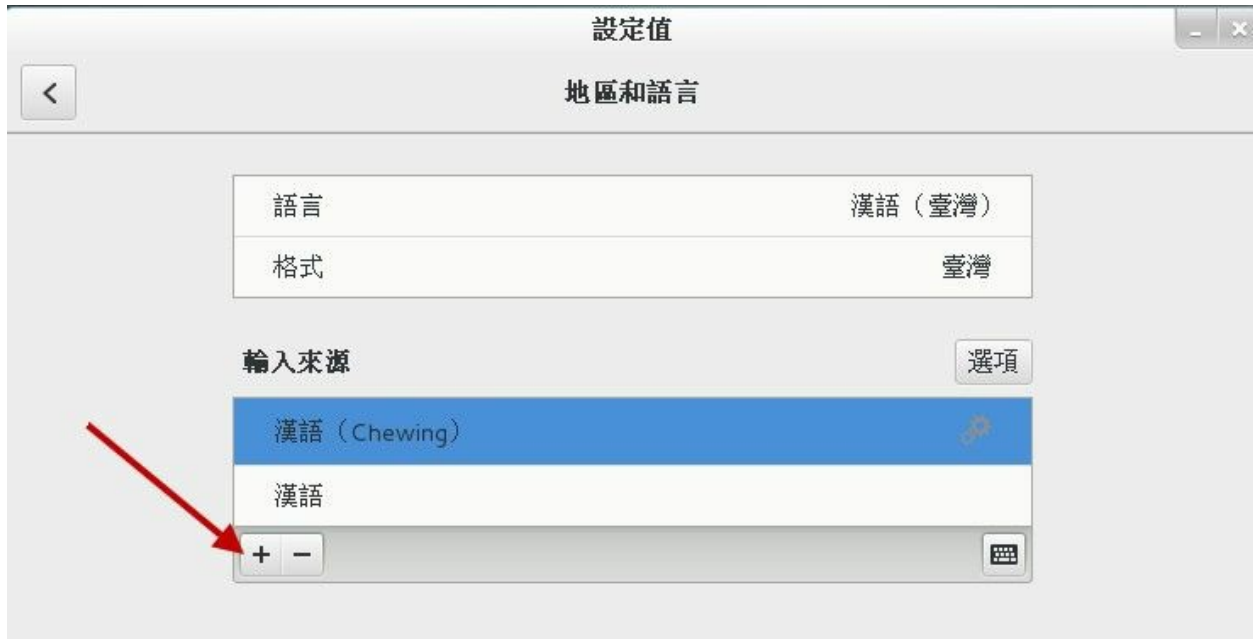 設定值
地區和語言
語言 漢語（臺灣）
格式 臺灣
輸入來源 選項
漢語（Chewing）
漢語